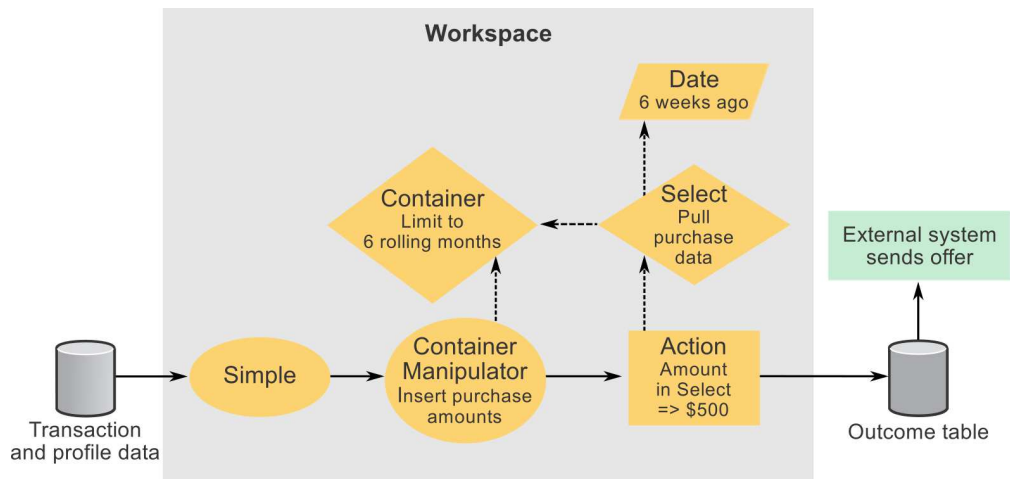 Workspace
Date
6 weeks ago
Container
Limit to
6 rolling months
Select
Pull
purchase
data
External system
sends offer
Simple
Container
Manipulator
Insert purchase
amounts
Action
Amount
in Select
=> $500
Transaction
and profile data
Outcome table